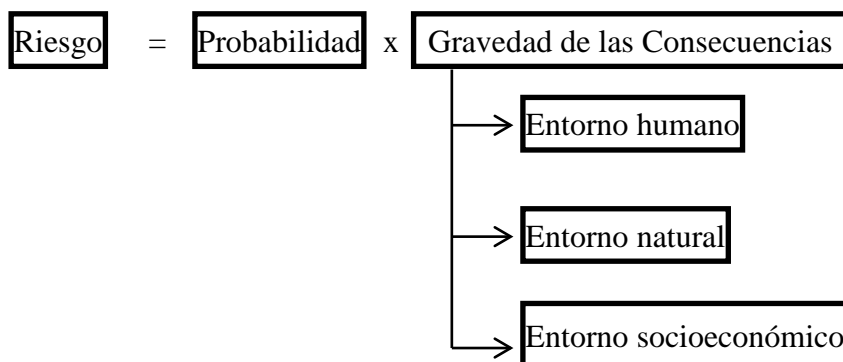 Riesgo = Probabilidad x Gravedad de las Consecuencias
Entorno humano
Entorno natural
Entorno socioeconómico